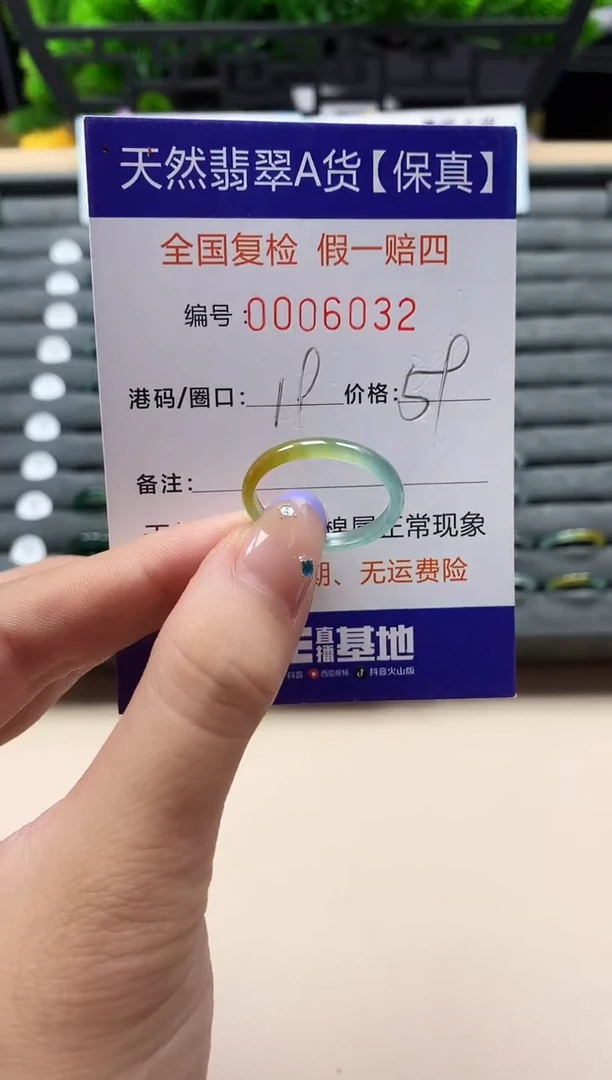 天然翡翠A货【保真】
全国复检 假一赔四
编号:0006032
港码/圈口: 价格:
备注:
棉属正常现象
期、无运费险
直播基地
抖音 西瓜视频 抖音火山版